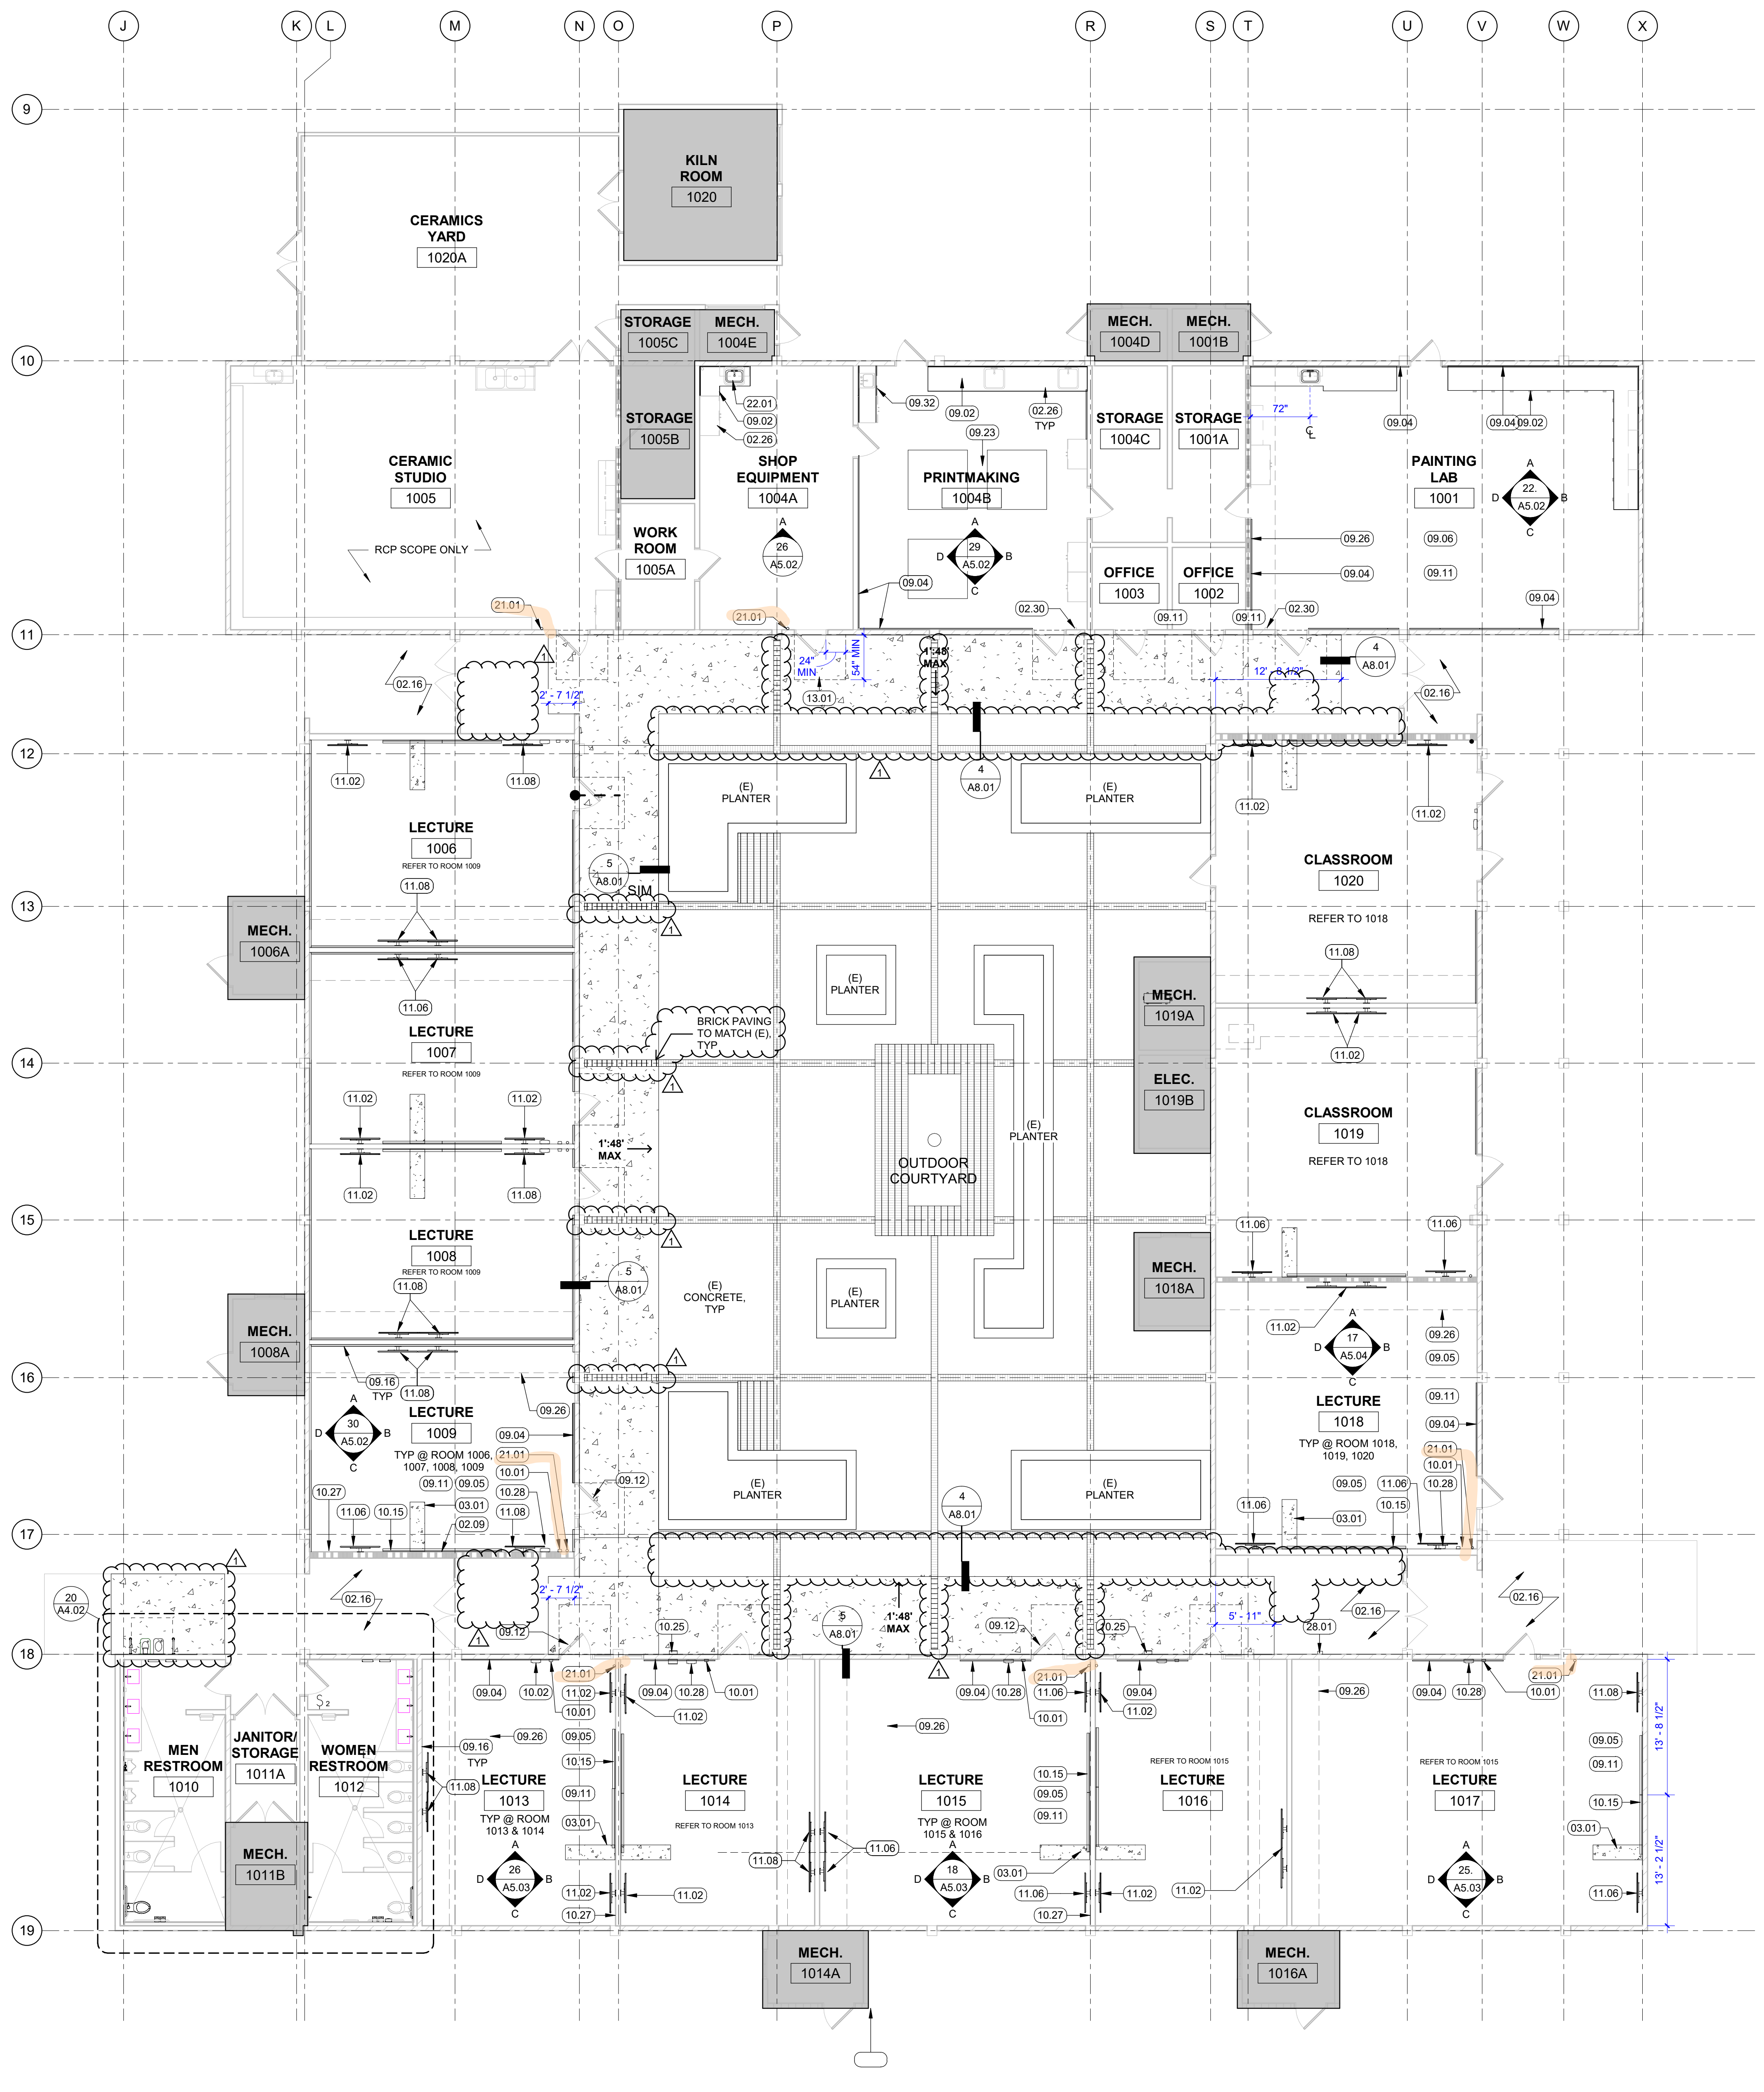 J K L M N O P R S T U V W X
9
KILN
ROOM
1020
CERAMICS
YARD
1020A
STORAGE
1005C
MECH.
1004E
MECH.
1004D
MECH.
1001B
10
22.01
09.02
02.26
09.32
09.02
02.26
TYP
09.23
72"
09.04
09.04
09.02
STORAGE
1005B
STORAGE
1004C
STORAGE
1001A
CERAMIC
STUDIO
1005
SHOP
EQUIPMENT
1004A
PRINTMAKING
1004B
PAINTING
LAB
1001
A
D 22. B
A5.02
C
RCP SCOPE ONLY
WORK
ROOM
1005A
A
26
A5.02
A
D 29 B
A5.02
C
09.26
09.06
09.04
09.11
OFFICE
1003
OFFICE
1002
09.04
09.04
21.01
21.01
02.30
09.11
09.11
02.30
11
1
02.16
2' - 7 1/2"
24"
MIN
54" MIN
13.01
1':48'
MAX
12' - 8 1/2"
4
A8.01
02.16
12
11.02
11.08
1
4
A8.01
11.02
11.02
(E)
PLANTER
(E)
PLANTER
LECTURE
1006
REFER TO ROOM 1009
11.08
5
A8.01
SIM
CLASSROOM
1020
REFER TO 1018
11.08
13
1
MECH.
1006A
11.06
(E)
PLANTER
MECH.
1019A
11.02
LECTURE
1007
REFER TO ROOM 1009
BRICK PAVING
TO MATCH (E),
TYP
14
1
ELEC.
1019B
CLASSROOM
1019
REFER TO 1018
11.02
11.02
1':48'
MAX
(E)
PLANTER
11.02
11.08
OUTDOOR
COURTYARD
15
1
11.06
11.06
LECTURE
1008
REFER TO ROOM 1009
11.08
5
A8.01
(E)
CONCRETE,
TYP
(E)
PLANTER
MECH.
1018A
11.02
A
D 17 B
A5.04
C
09.26
09.05
MECH.
1008A
1
16
09.16
TYP
11.08
09.26
09.11
A
D 30 B
A5.02
C
LECTURE
1009
TYP @ ROOM 1006,
1007, 1008, 1009
09.11
09.05
09.04
21.01
10.01
10.28
11.08
09.12
10.27
11.06
10.15
03.01
02.09
(E)
PLANTER
(E)
PLANTER
4
A8.01
LECTURE
1018
TYP @ ROOM 1018,
1019, 1020
09.04
21.01
10.01
09.05
11.06
10.28
10.15
11.06
03.01
17
1
20
A4.02
02.16
2' - 7 1/2"
1
09.12
10.25
5
A8.01
1':48'
MAX
09.12
10.25
5' - 11"
28.01
02.16
02.16
18
1
09.04
10.02
21.01
11.02
10.01
09.04
10.28
10.01
11.02
09.04
10.28
21.01
11.06
10.01
09.04
11.02
09.26
09.04
10.28
10.01
21.01
11.08
2
MEN
RESTROOM
1010
JANITOR/
STORAGE
1011A
WOMEN
RESTROOM
1012
09.16
TYP
09.26
09.05
10.15
09.26
13' - 8 1/2"
09.05
09.11
11.08
LECTURE
1013
TYP @ ROOM
1013 & 1014
09.11
03.01
LECTURE
1014
REFER TO ROOM 1013
LECTURE
1015
TYP @ ROOM
1015 & 1016
10.15
09.05
09.11
REFER TO ROOM 1015
LECTURE
1016
REFER TO ROOM 1015
LECTURE
1017
10.15
03.01
MECH.
1011B
A
D 26 B
A5.03
C
11.08
11.06
A
D 18 B
A5.03
C
03.01
A
D 25. B
A5.03
C
13' - 2 1/2"
11.02
11.02
10.27
11.06
11.02
10.27
11.02
11.06
19
MECH.
1014A
MECH.
1016A